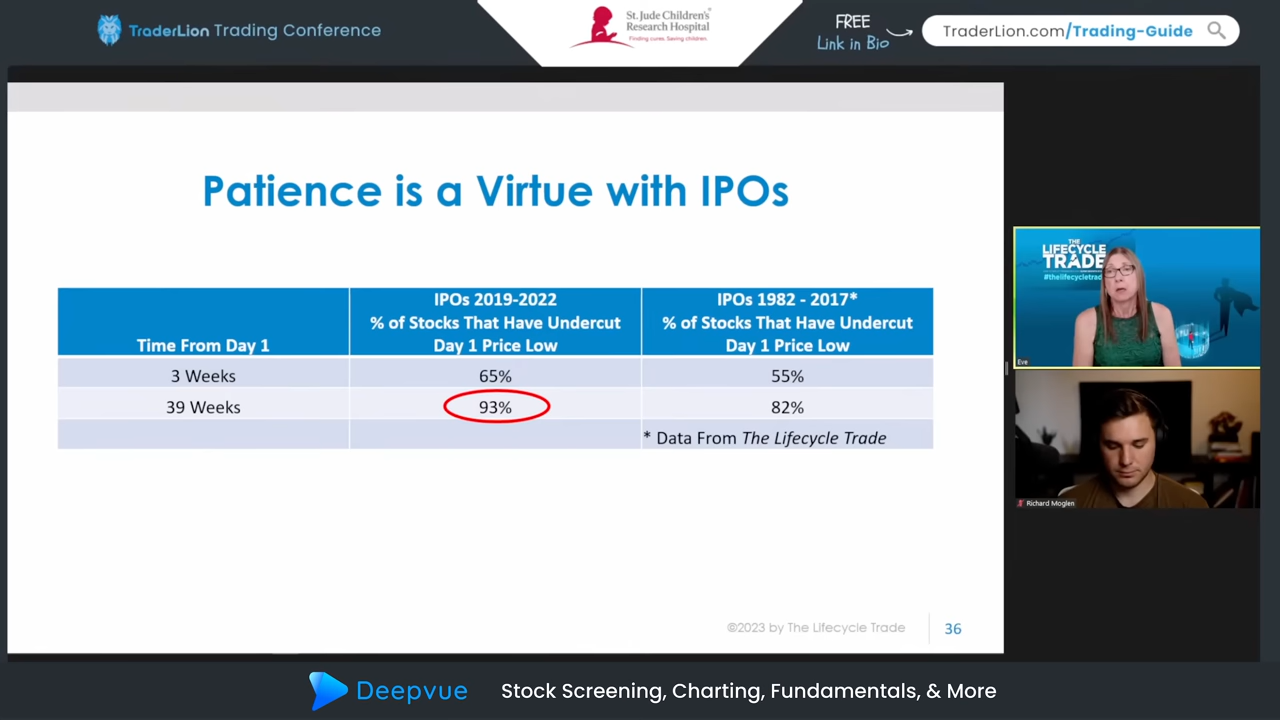 TraderLion Trading Conference
St. Jude Children's
Research Hospital
Finding cures. Saving children.
FREE
Link in Bio
TraderLion.com/Trading-Guide
Patience is a Virtue with IPOs
Time From Day 1
IPOs 2019-2022
% of Stocks That Have Undercut
Day 1 Price Low
IPOs 1982 - 2017*
% of Stocks That Have Undercut
Day 1 Price Low
3 Weeks 65% 55%
39 Weeks 93% 82%
* Data From The Lifecycle Trade
THE
LIFECYCLE
TRADE
#thelifecycletrad
Eve
Richard Moglen
©2023 by The Lifecycle Trade
36
Deepvue
Stock Screening, Charting, Fundamentals, & More